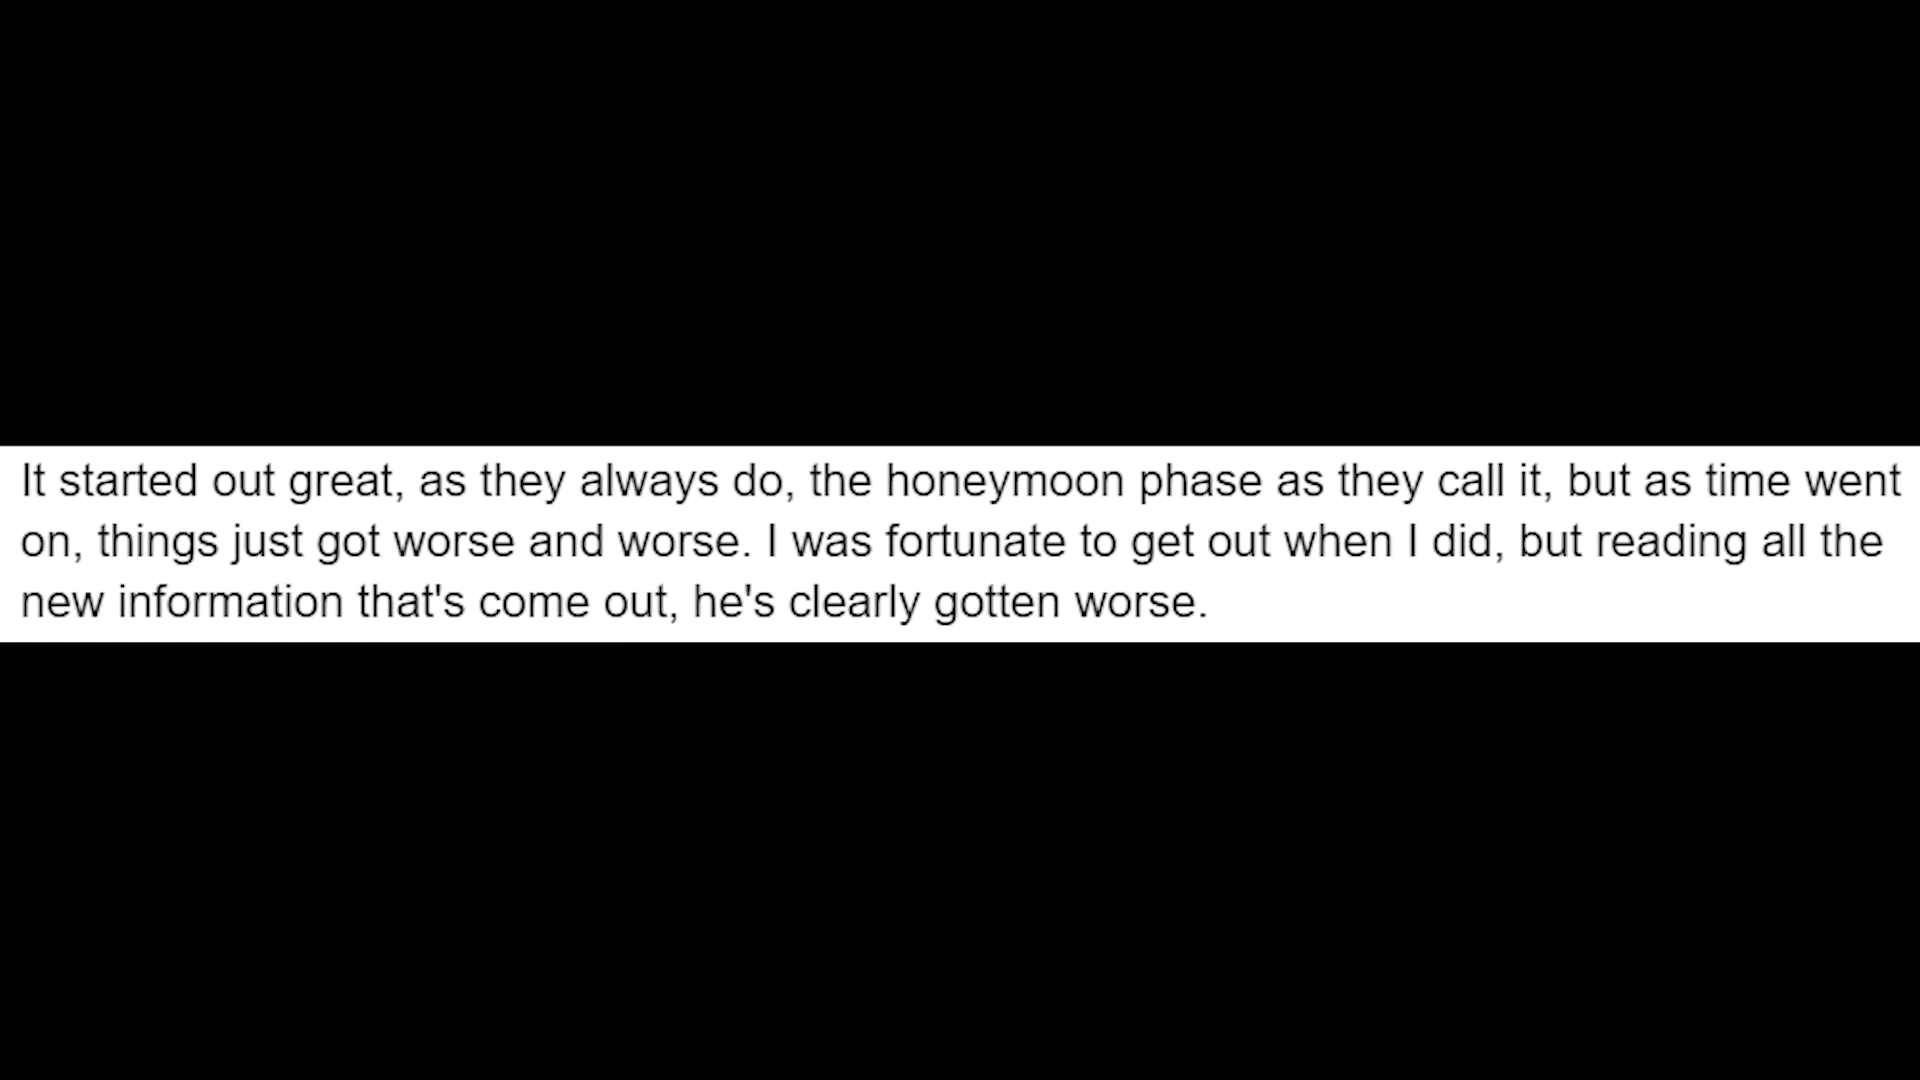 It started out great, as they always do, the honeymoon phase as they call it, but as time went
on, things just got worse and worse. I was fortunate to get out when I did, but reading all the
new information that's come out, he's clearly gotten worse.